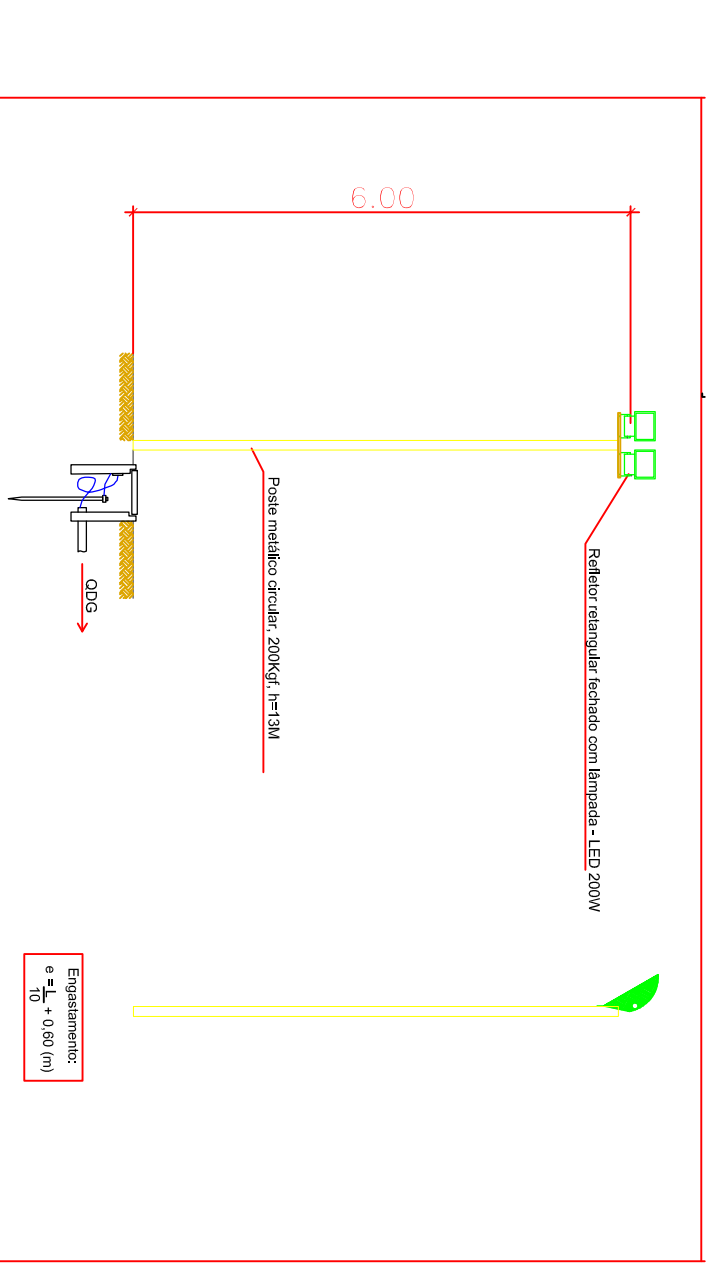 6.00
Refletor retangular fechado com lâmpada - LED 200W
Poste metálico circular, 200Kgf, h=13M
QDG
Engastamento:
e = L/10 + 0,60 (m)